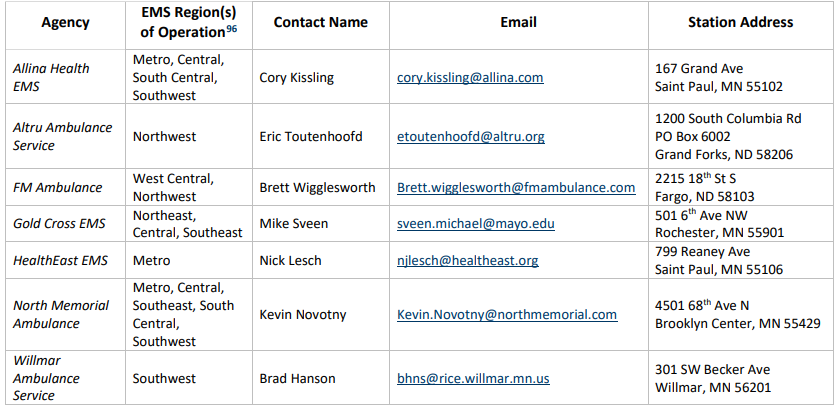 Agency
EMS Region(s)
of Operation96
Contact Name
Email
Station Address
Allina Health
EMS
Metro, Central,
South Central,
Southwest
Cory Kissling
cory.kissling@allina.com
167 Grand Ave
Saint Paul, MN 55102
Altru Ambulance
Service
Northwest
Eric Toutenhoofd
etoutenhoofd@altru.org
1200 South Columbia Rd
PO Box 6002
Grand Forks, ND 58206
FM Ambulance
West Central,
Northwest
Brett Wigglesworth
Brett.wigglesworth@fmambulance.com
2215 18th St S
Fargo, ND 58103
Gold Cross EMS
Northeast,
Central, Southeast
Mike Sveen
sveen.michael@mayo.edu
501 6th Ave NW
Rochester, MN 55901
HealthEast EMS
Metro
Nick Lesch
njlesch@healtheast.org
799 Reaney Ave
Saint Paul, MN 55106
North Memorial
Ambulance
Metro, Central,
Southeast, South
Central,
Southwest
Kevin Novotny
Kevin.Novotny@northmemorial.com
4501 68th Ave N
Brooklyn Center, MN 55429
Willmar
Ambulance
Service
Southwest
Brad Hanson
bhns@rice.willmar.mn.us
301 SW Becker Ave
Willmar, MN 56201